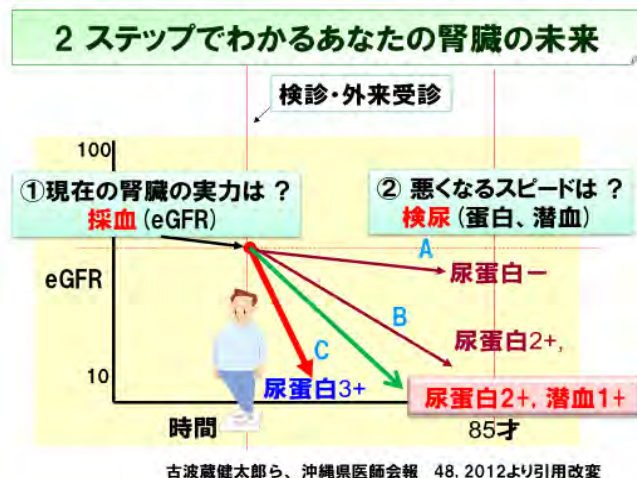 2 ステップでわかるあなたの腎臓の未来
検診・外来受診
100
①現在の腎臓の実力は ?
採血 (eGFR)
② 悪くなるスピードは ?
検尿 (蛋白、潜血)
A
尿蛋白ー
eGFR
B
尿蛋白2+,
C
10
尿蛋白3+
尿蛋白2+, 潜血1+
時間
85才
古波蔵健太郎ら、沖縄県医師会報 48, 2012より引用改変